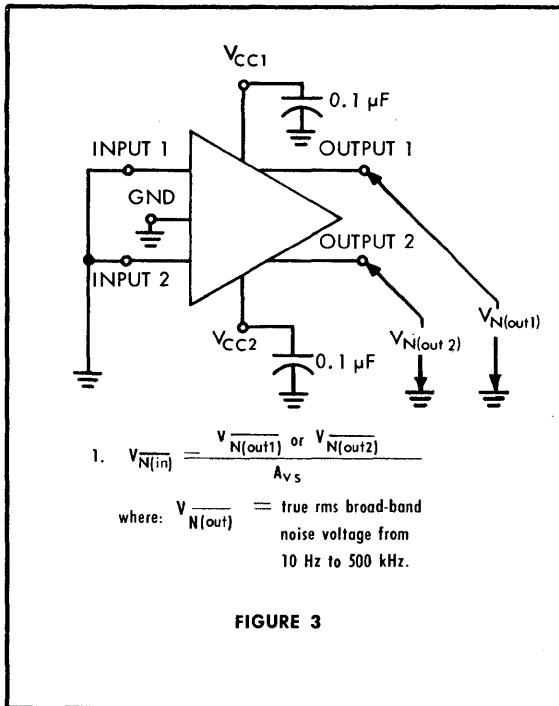 VCC1
0.1 µF
INPUT 1
OUTPUT 1
GND
OUTPUT 2
INPUT 2
VN(out1)
VN(out 2)
VCC2
0.1 µF
1. VN(in) = VN(out1) or VN(out2)
AVS
where: VN(out) = true rms broad-band
noise voltage from
10 Hz to 500 kHz.
FIGURE 3